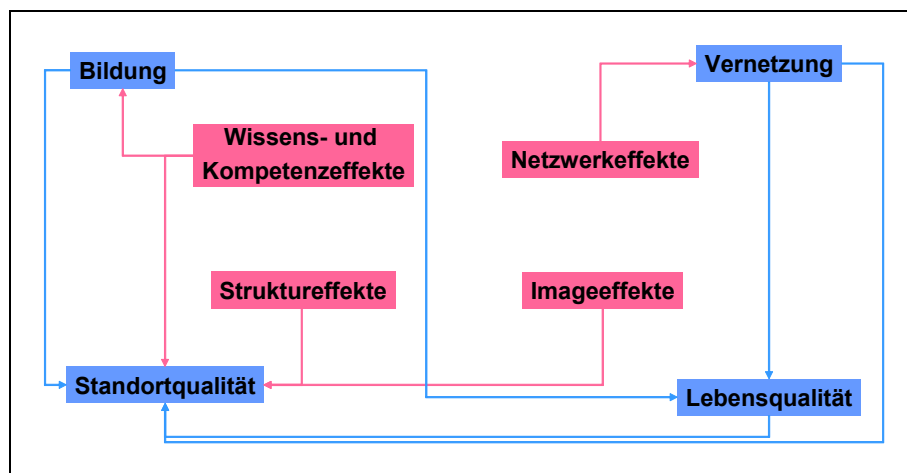 Bildung
Vernetzung
Wissens- und
Kompetenzeffekte
Netzwerkeffekte
Struktureffekte
Imageeffekte
Standortqualität
Lebensqualität